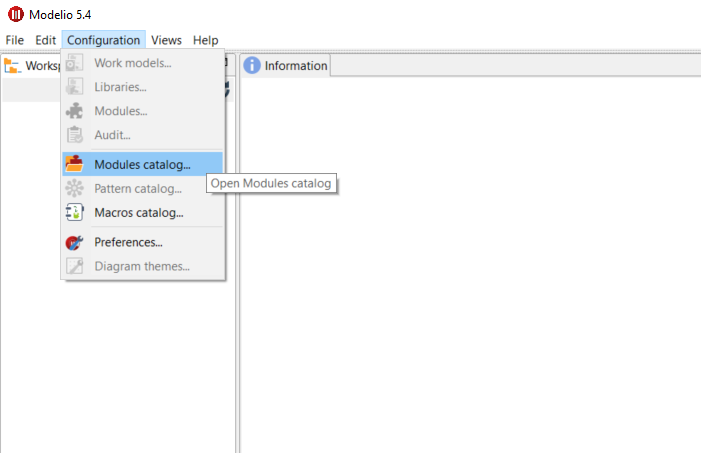 Modelio 5.4
File Edit Configuration Views Help
Worksp
Information
Work models...
Libraries...
Modules...
Audit...
Modules catalog...
Open Modules catalog
Pattern catalog...
Macros catalog...
Preferences...
Diagram themes...